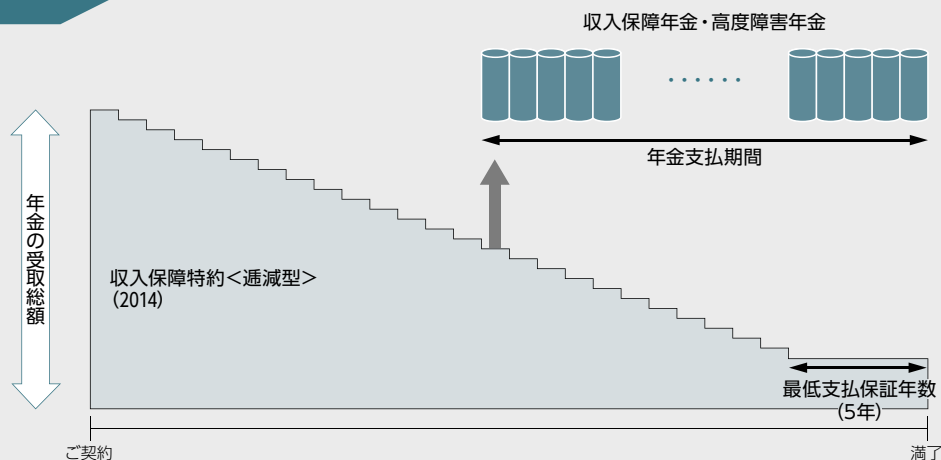 収入保障年金・高度障害年金
年金支払期間
年金の受取総額
収入保障特約＜逓減型＞
(2014)
最低支払保証年数
(5年)
ご契約
満了